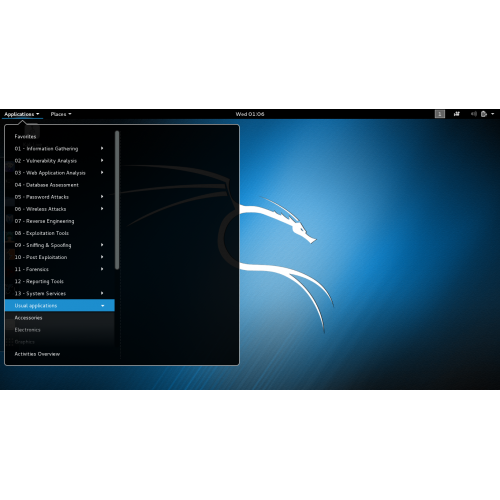 Applications Places Wed 01:06 1
Favorites
01 - Information Gathering
02 - Vulnerability Analysis
03 - Web Application Analysis
04 - Database Assessment
05 - Password Attacks
06 - Wireless Attacks
07 - Reverse Engineering
08 - Exploitation Tools
09 - Sniffing & Spoofing
10 - Post Exploitation
11 - Forensics
12 - Reporting Tools
13 - System Services
Usual applications
Accessories
Electronics
Graphics
Activities Overview